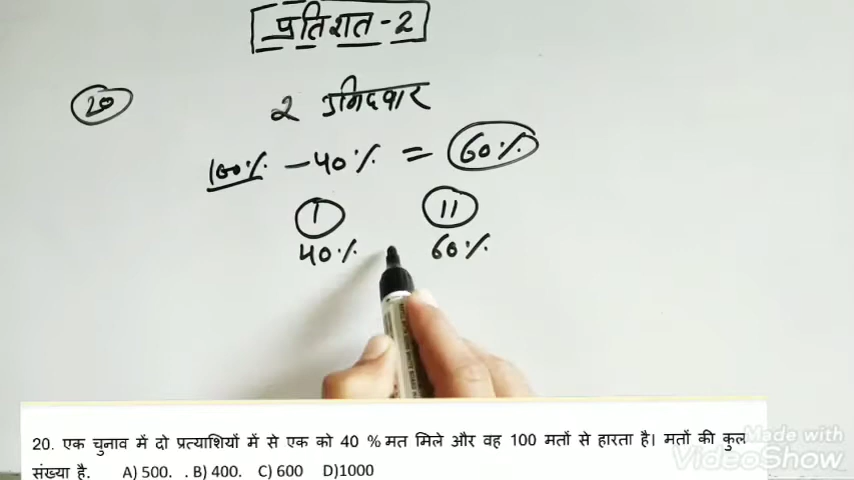 प्रतिशत-2
20
2 उमिदवार
100% - 40% = 60%
I II
40% 60%
20. एक चुनाव में दो प्रत्याशियों में से एक को 40 % मत मिले और वह 100 मतों से हारता है। मतों की कुल
संख्या है. A) 500. . B) 400. C) 600 D)1000
Made with
VideoShow